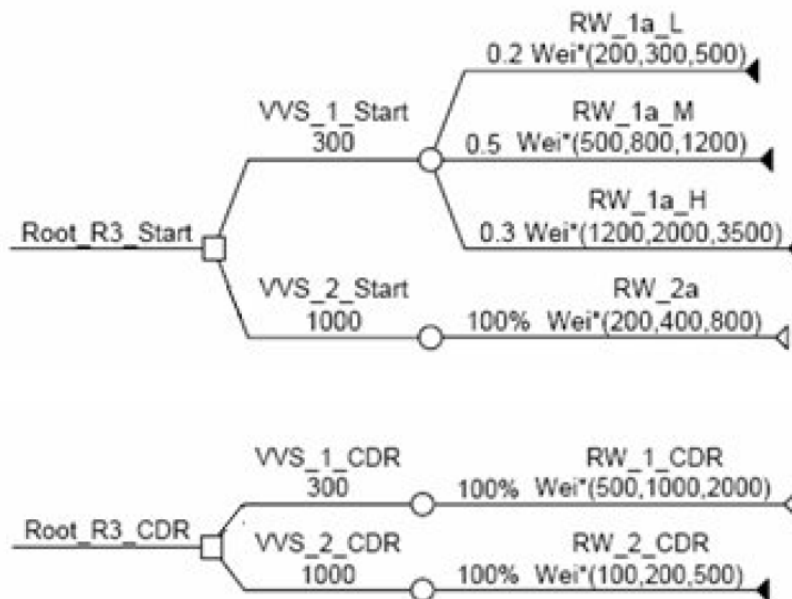 RW_1a_L
0.2 Wei*(200,300,500)
VVS_1_Start
300
RW_1a_M
0.5 Wei*(500,800,1200)
RW_1a_H
0.3 Wei*(1200,2000,3500)
Root_R3_Start
VVS_2_Start
1000
RW_2a
100% Wei*(200,400,800)
VVS_1_CDR
300
RW_1_CDR
100% Wei*(500,1000,2000)
Root_R3_CDR
VVS_2_CDR
1000
RW_2_CDR
100% Wei*(100,200,500)